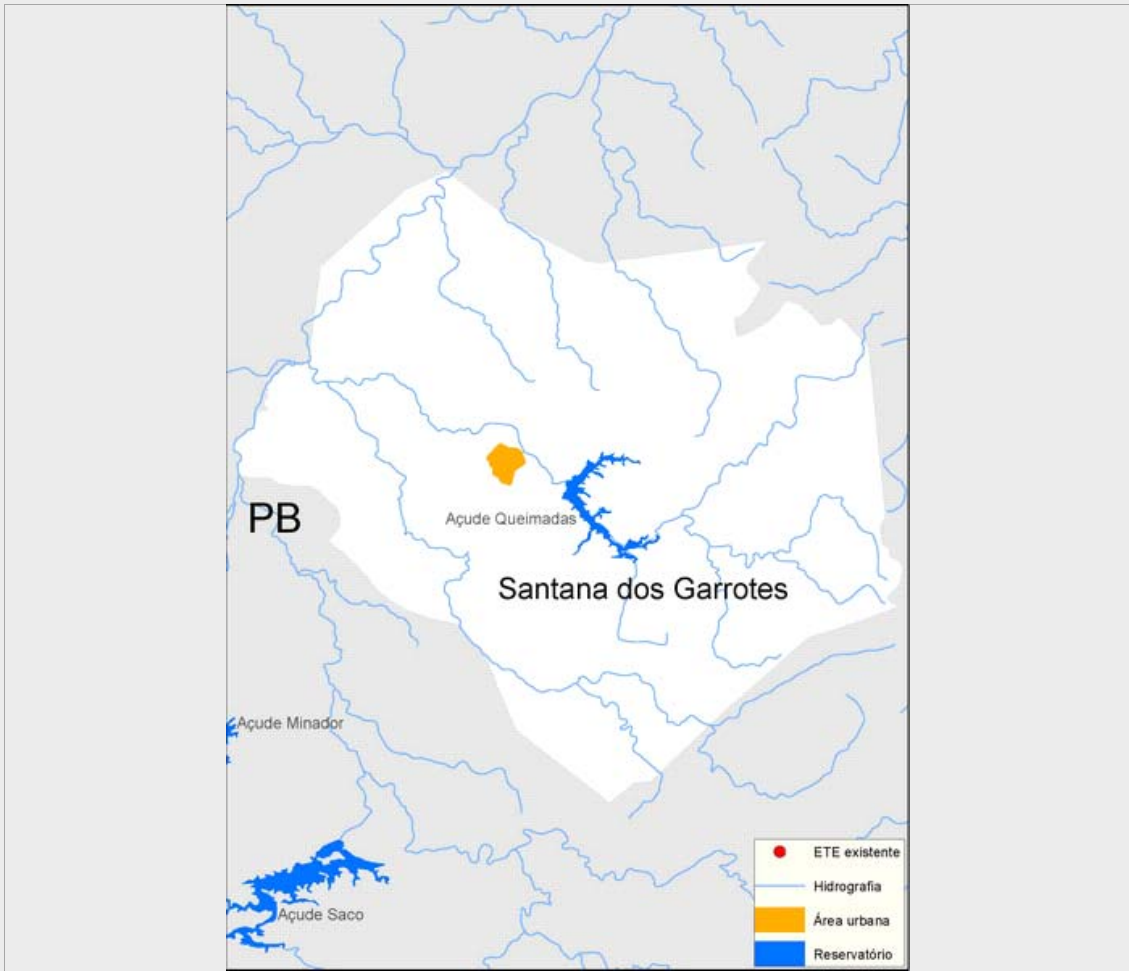 Açude Queimadas
PB
Santana dos Garrotes
Açude Minador
Açude Saco
ETE existente
Hidrografia
Área urbana
Reservatório